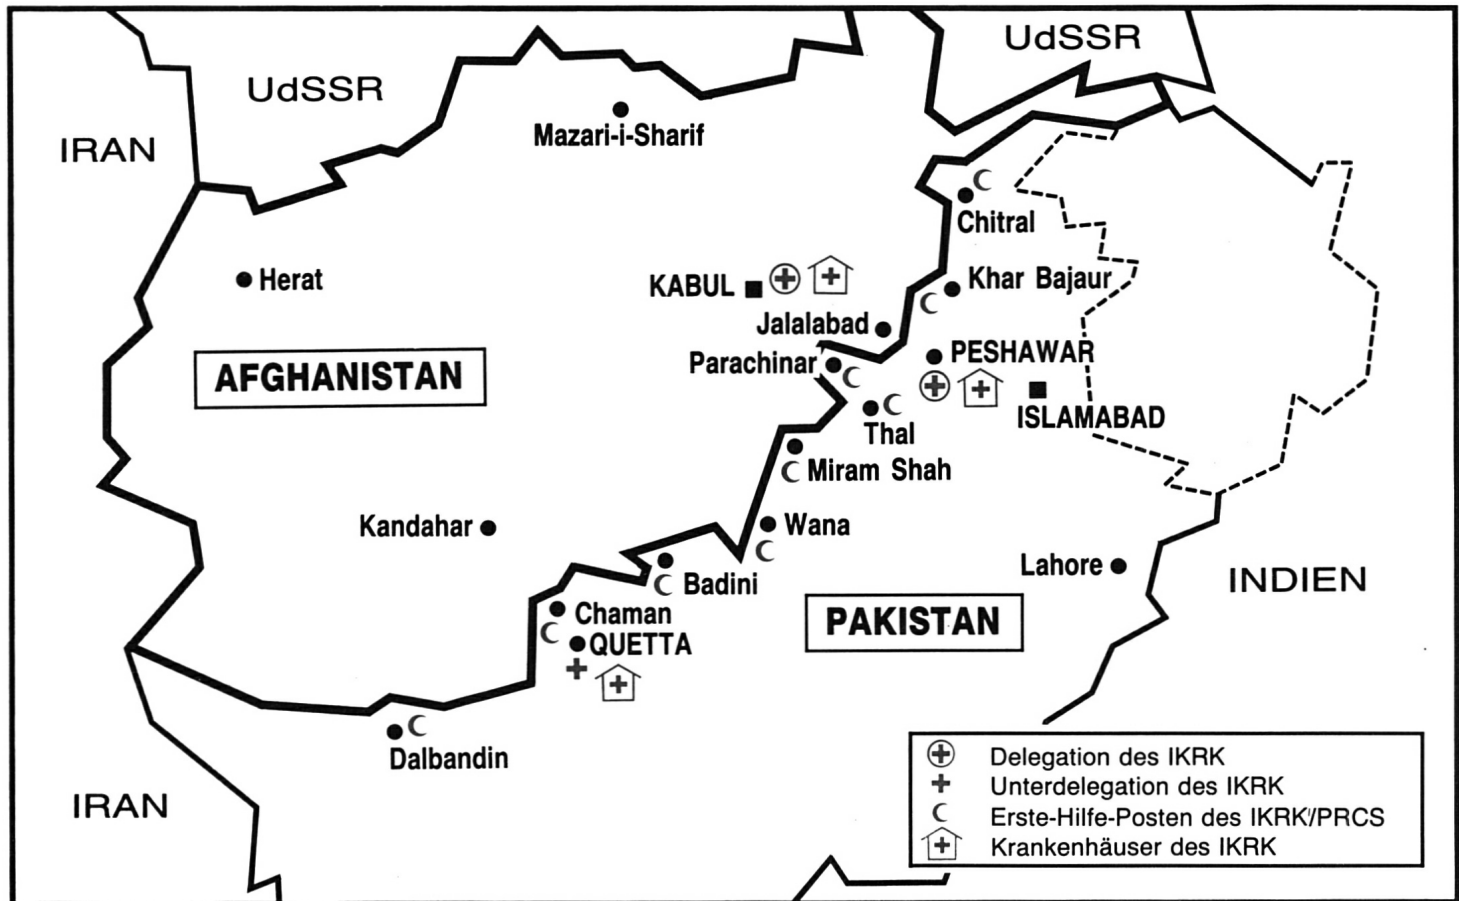 UdSSR
UdSSR
IRAN
Mazari-i-Sharif
Chitral
Herat
KABUL
Khar Bajaur
Jalalabad
Parachinar
PESHAWAR
AFGHANISTAN
ISLAMABAD
Thal
Miram Shah
Kandahar
Wana
Lahore
INDIEN
Badini
Chaman
PAKISTAN
QUETTA
Dalbandin
IRAN
Delegation des IKRK
Unterdelegation des IKRK
Erste-Hilfe-Posten des IKRK/PRCS
Krankenhäuser des IKRK